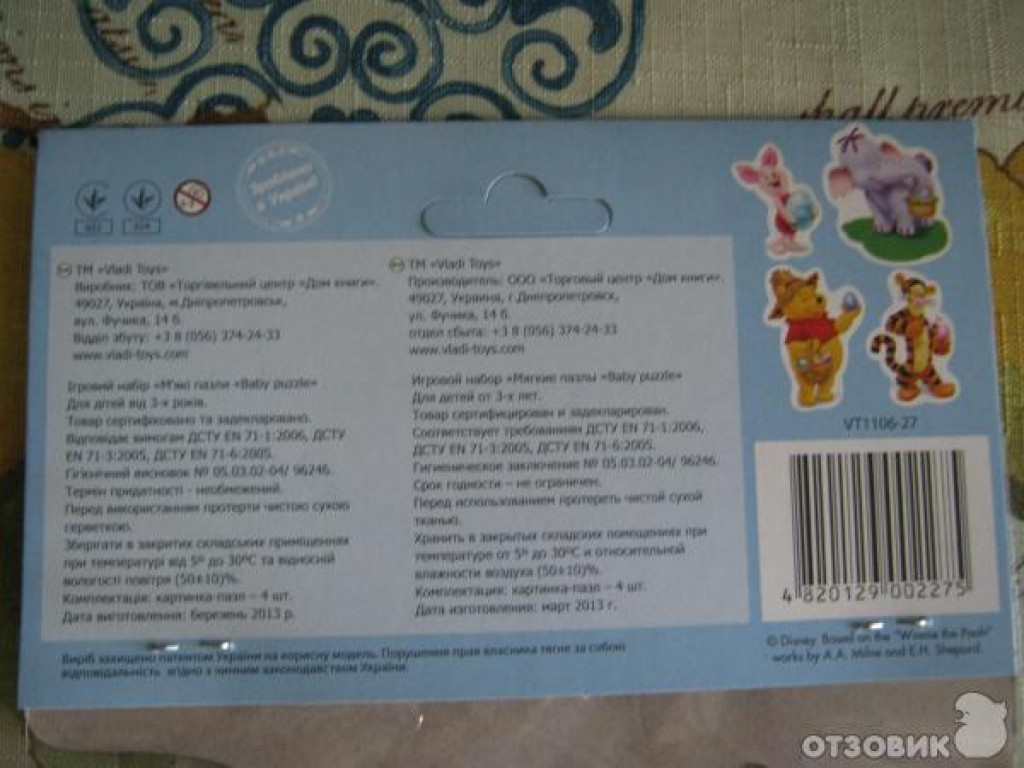 Зроблено
в Україні
ТМ «Vladi Toys»
Виробник: ТОВ «Торгівельний центр «Дом книги».
49027, Україна, м.Дніпропетровськ,
вул. Фучика, 14 б.
Відділ збуту: +3 8 (056) 374-24-33
www.vladi-toys.com
Ігровий набір «М'які пазли «Baby puzzle»
Для дітей від 3-х років.
Товар сертифіковано та задекларовано.
Відповідає вимогам ДСТУ EN 71-1:2006, ДСТУ
EN 71-3:2005, ДСТУ EN 71-6:2005.
Гігієнічний висновок № 05.03.02-04/ 96246.
Термін придатності - необмежений.
Перед використанням протерти чистою сухою
серветкою.
Зберігати в закритих складських приміщеннях
при температурі від 5º до 30ºС та відносній
вологості повітря (50±10)%.
Комплектація: картинка-пазл – 4 шт.
Дата виготовлення: березень 2013 р.
ТМ «Vladi Toys»
Производитель: ООО «Торговый центр «Дом книги».
49027, Украина, г.Днепропетровск,
ул. Фучика, 14 б.
отдел сбыта: +3 8 (056) 374-24-33
www.vladi-toys.com
Игровой набор «Мягкие пазлы «Baby puzzle»
Для детей от 3-х лет.
Товар сертифицирован и задекларирован.
Соответствует требованиям ДСТУ EN 71-1:2006,
ДСТУ EN 71-3:2005, ДСТУ EN 71-6:2005.
Гигиеническое заключение № 05.03.02-04/ 96246.
Срок годности – не ограничен.
Перед использованием протереть чистой сухой
тканью.
Хранить в закрытых складских помещениях при
температуре от 5º до 30ºС и относительной
влажности воздуха (50±10)%.
Комплектация: картинка-пазл – 4 шт.
Дата изготовления: март 2013 г.
VT1106-27
4 820129 002275
© Disney. Based on the "Winnie the Pooh"
works by A.A. Milne and E.H. Shepard.
Виріб захищено патентом України на корисну модель. Порушення прав власника тягне за собою
відповідальність згідно з чинним законодавством України.
ОТЗОВИК